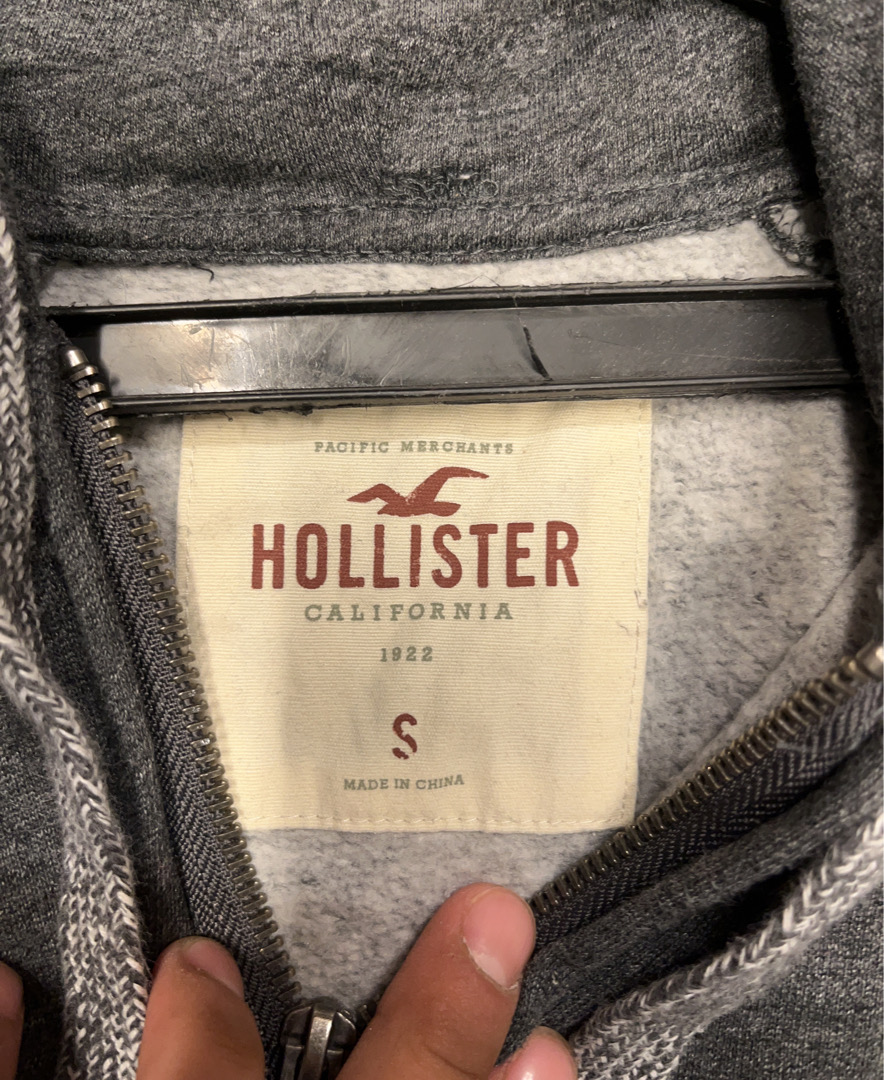 PACIFIC MERCHANTS
HOLLISTER
CALIFORNIA
1922
S
MADE IN CHINA